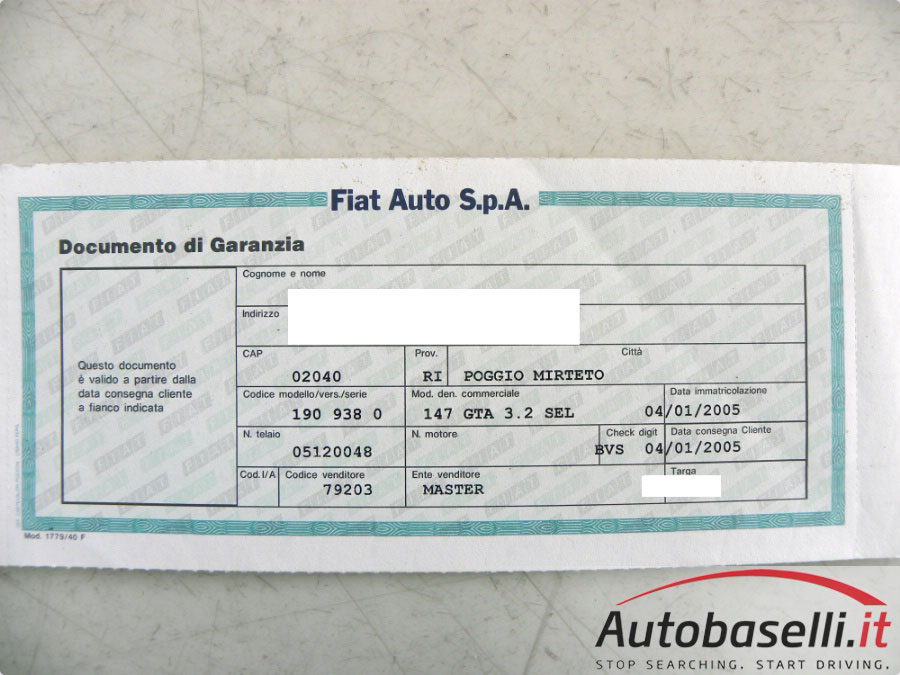 Fiat Auto S.p.A.
Documento di Garanzia
Cognome e nome
Indirizzo
Questo documento
è valido a partire dalla
data consegna cliente
a fianco indicata
CAP Prov. Città
02040 RI POGGIO MIRTETO
Codice modello/vers./serie Mod. den. commerciale Data immatricolazione
190 938 0 147 GTA 3.2 SEL 04/01/2005
N. telaio N. motore Check digit Data consegna Cliente
05120048 BVS 04/01/2005
Cod. I/A Codice venditore Ente venditore Targa
79203 MASTER
Mod. 1779/40 F
Autobaselli.it
STOP SEARCHING. START DRIVING.